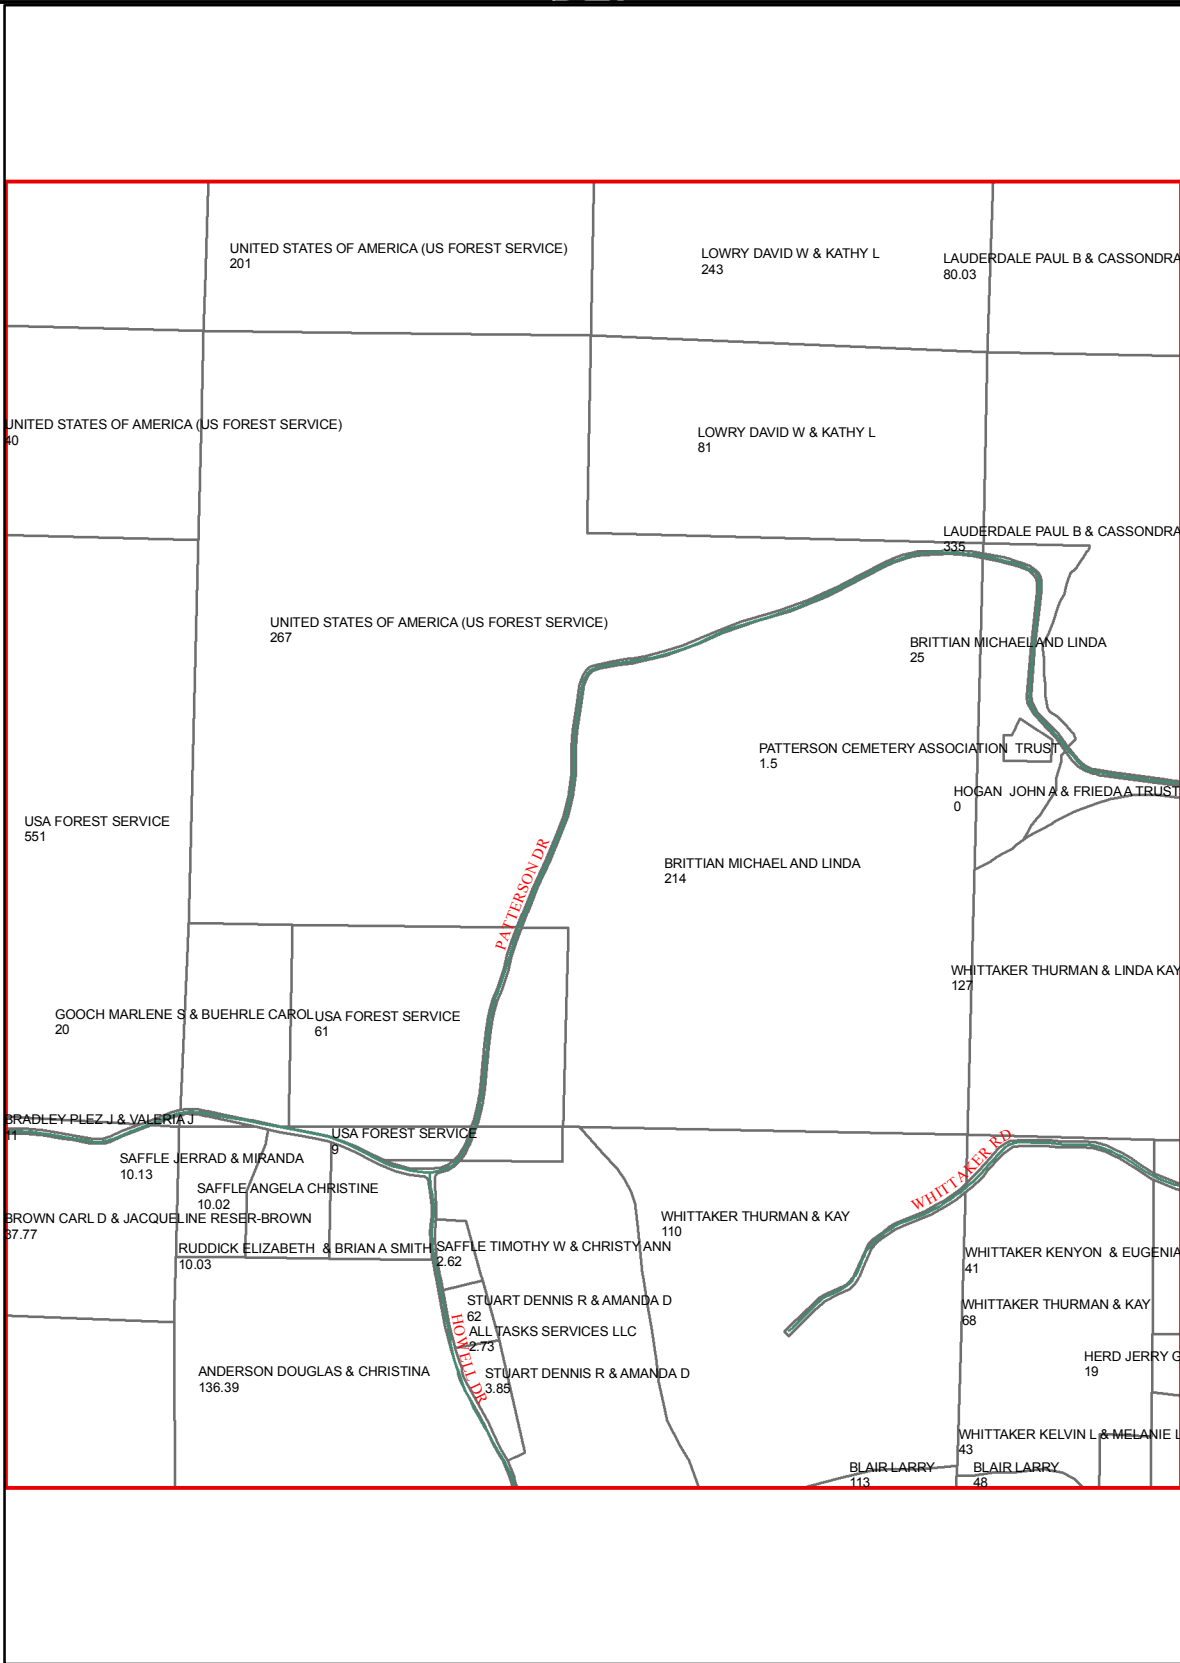 UNITED STATES OF AMERICA (US FOREST SERVICE)
201
LOWRY DAVID W & KATHY L
243
LAUDERDALE PAUL B & CASSONDRA
80.03
UNITED STATES OF AMERICA (US FOREST SERVICE)
40
LOWRY DAVID W & KATHY L
81
LAUDERDALE PAUL B & CASSONDRA
335
UNITED STATES OF AMERICA (US FOREST SERVICE)
267
BRITTIAN MICHAEL AND LINDA
25
PATTERSON CEMETERY ASSOCIATION TRUST
1.5
HOGAN JOHN A & FRIEDA A TRUST
0
USA FOREST SERVICE
551
PATTERSON DR
BRITTIAN MICHAEL AND LINDA
214
WHITTAKER THURMAN & LINDA KAY
127
GOOCH MARLENE S & BUEHRLE CAROL
20
USA FOREST SERVICE
61
BRADLEY PLEZ J & VALERIA J
11
USA FOREST SERVICE
9
SAFFLE JERRAD & MIRANDA
10.13
SAFFLE ANGELA CHRISTINE
10.02
WHITTAKER RD
BROWN CARL D & JACQUELINE RESER-BROWN
37.77
WHITTAKER THURMAN & KAY
110
RUDDICK ELIZABETH & BRIAN A SMITH
10.03
SAFFLE TIMOTHY W & CHRISTY ANN
2.62
WHITTAKER KENYON & EUGENIA
41
STUART DENNIS R & AMANDA D
62
WHITTAKER THURMAN & KAY
68
ALL TASKS SERVICES LLC
2.73
HOWELL DR
HERD JERRY G
19
ANDERSON DOUGLAS & CHRISTINA
136.39
STUART DENNIS R & AMANDA D
3.85
WHITTAKER KELVIN L & MELANIE L
43
BLAIR LARRY
113
BLAIR LARRY
48